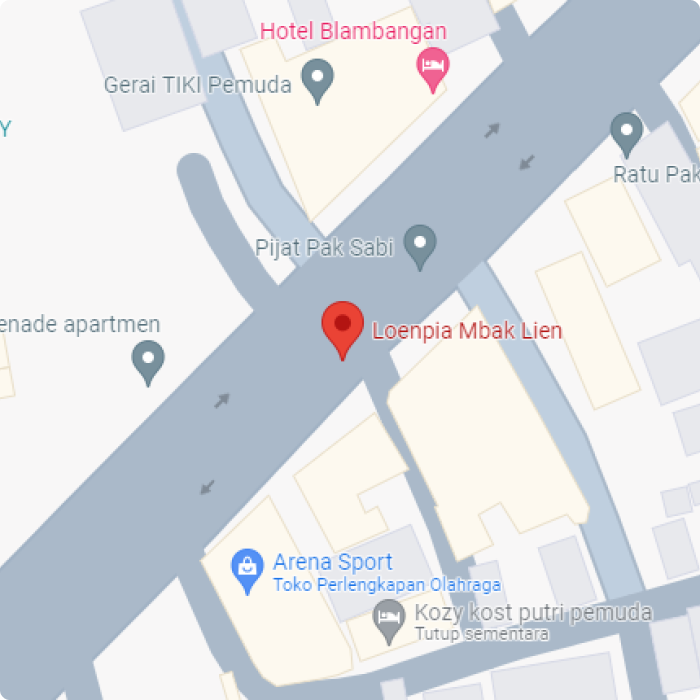 Hotel Blambangan
Gerai TIKI Pemuda
Y
Ratu Pak
Pijat Pak Sabi
enade apartmen
Loenpia Mbak Lien
Arena Sport
Toko Perlengkapan Olahraga
Kozy kost putri pemuda
Tutup sementara